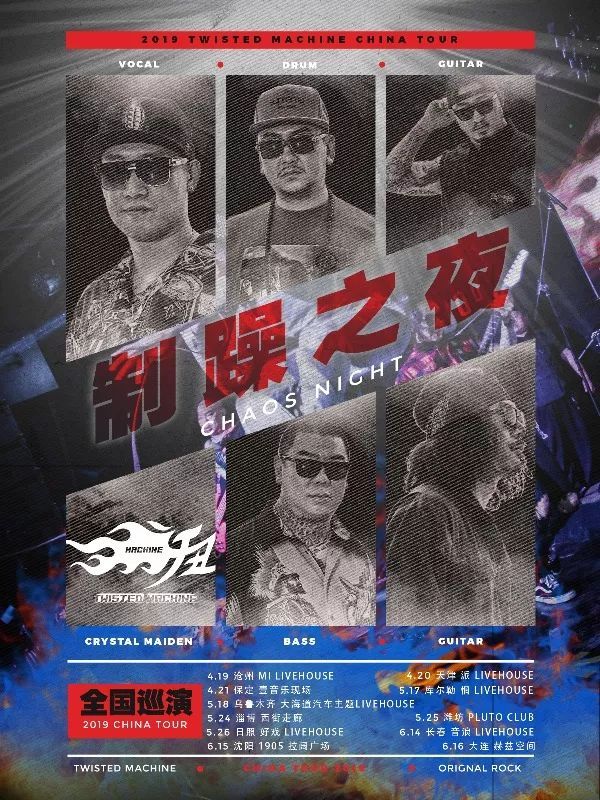 2019 TWISTED MACHINE CHINA TOUR
VOCAL
DRUM
GUITAR
制躁之夜
CHAOS NIGHT
MACHINE
TWISTED MACHINE
CRYSTAL MAIDEN
BASS
GUITAR
全国巡演
2019 CHINA TOUR
4.19 沧州 MI LIVEHOUSE
4.20 天津 派 LIVEHOUSE
4.21 保定 壹音乐现场
5.17 库尔勒 恫 LIVEHOUSE
5.18 乌鲁木齐 大海道汽车主题LIVEHOUSE
5.24 淄博 西街走廊
5.25 潍坊 PLUTO CLUB
5.26 日照 好戏 LIVEHOUSE
6.14 长春 音浪 LIVEHOUSE
6.15 沈阳 1905 拉阔广场
6.16 大连 赫兹空间
TWISTED MACHINE
CHINA TOUR 2019
ORIGNAL ROCK